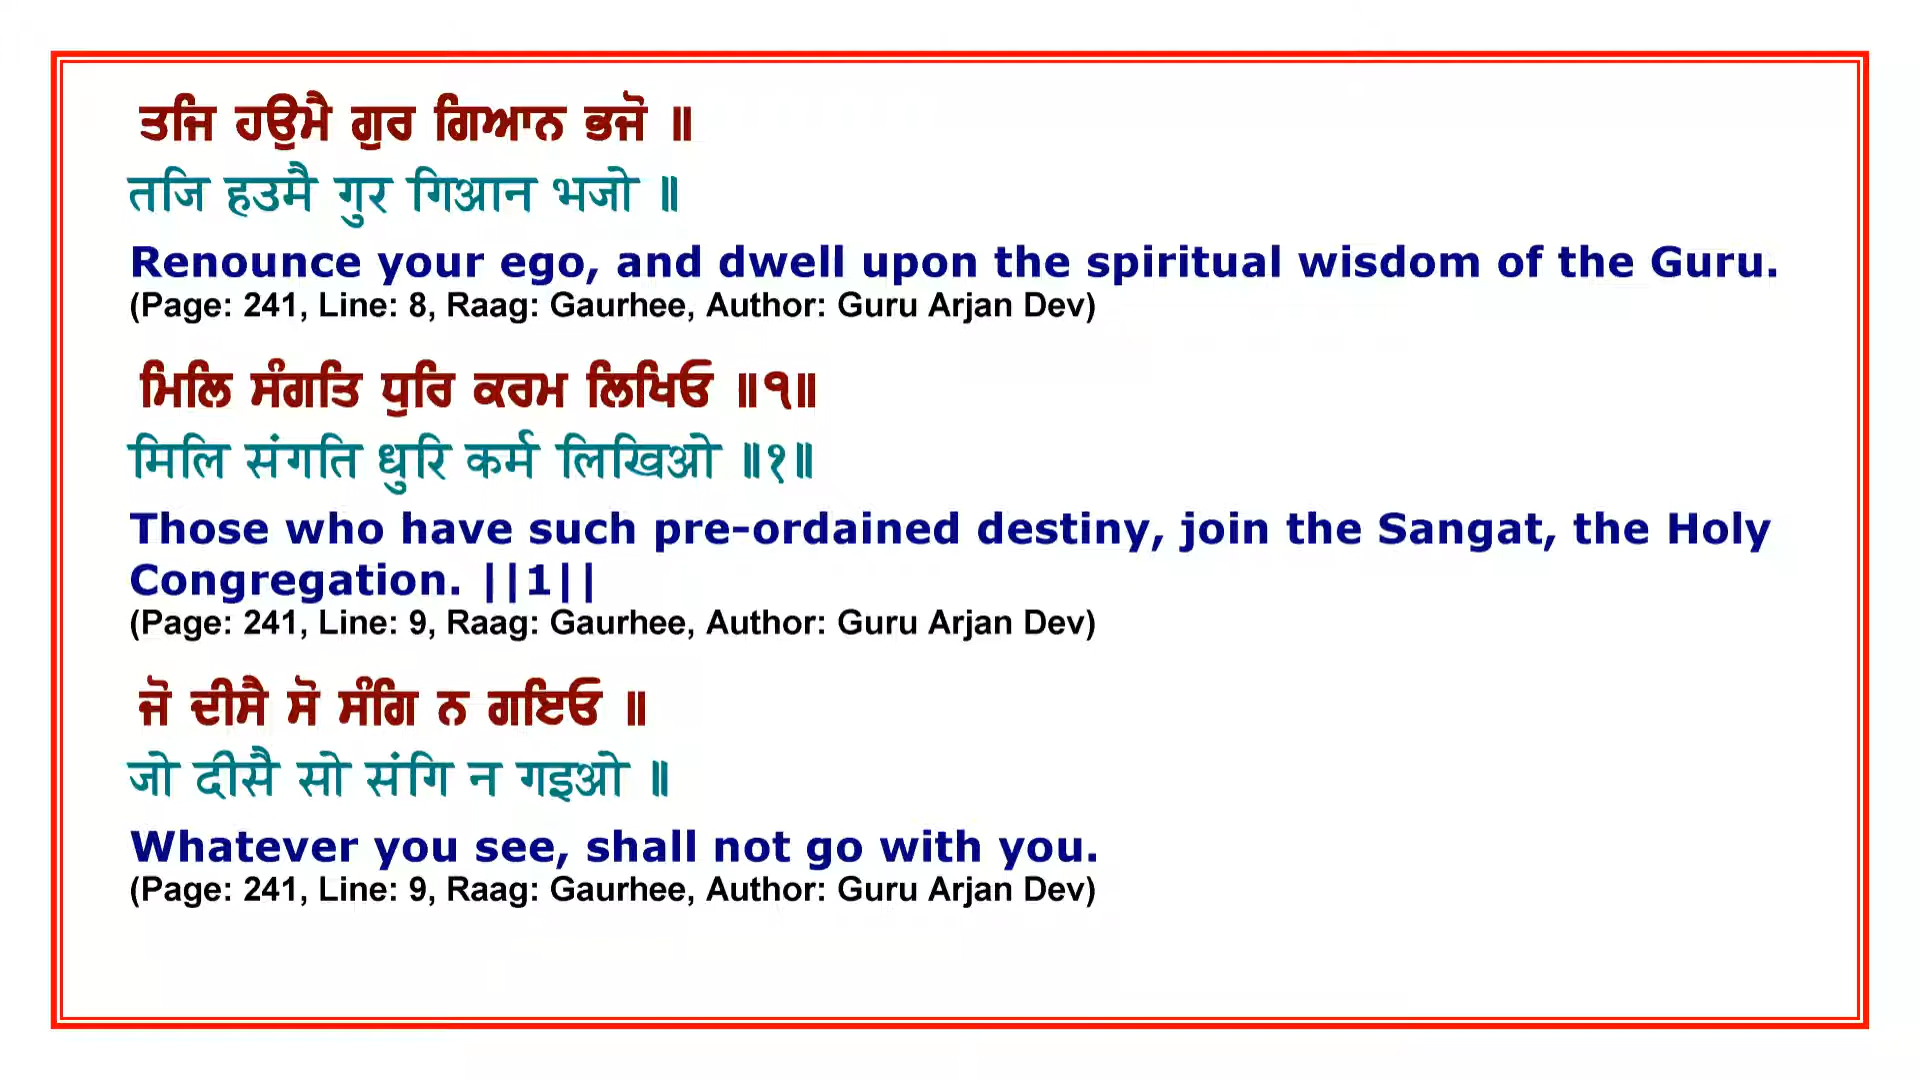 ਤਜਿ ਹਉਮੈ ਗੁਰ ਗਿਆਨ ਭਜੋ ॥
तजि हउमै गुर गिआन भजो ॥
Renounce your ego, and dwell upon the spiritual wisdom of the Guru.
(Page: 241, Line: 8, Raag: Gaurhee, Author: Guru Arjan Dev)
ਮਿਲਿ ਸੰਗਤਿ ਧੁਰਿ ਕਰਮ ਲਿਖਿਓ ॥੧॥
मिलि संगति धुरि कर्म लिखिओ ॥१॥
Those who have such pre-ordained destiny, join the Sangat, the Holy
Congregation. ||1||
(Page: 241, Line: 9, Raag: Gaurhee, Author: Guru Arjan Dev)
ਜੋ ਦੀਸੈ ਸੋ ਸੰਗਿ ਨ ਗਇਓ ॥
जो दीसै सो संगि न गइओ ॥
Whatever you see, shall not go with you.
(Page: 241, Line: 9, Raag: Gaurhee, Author: Guru Arjan Dev)